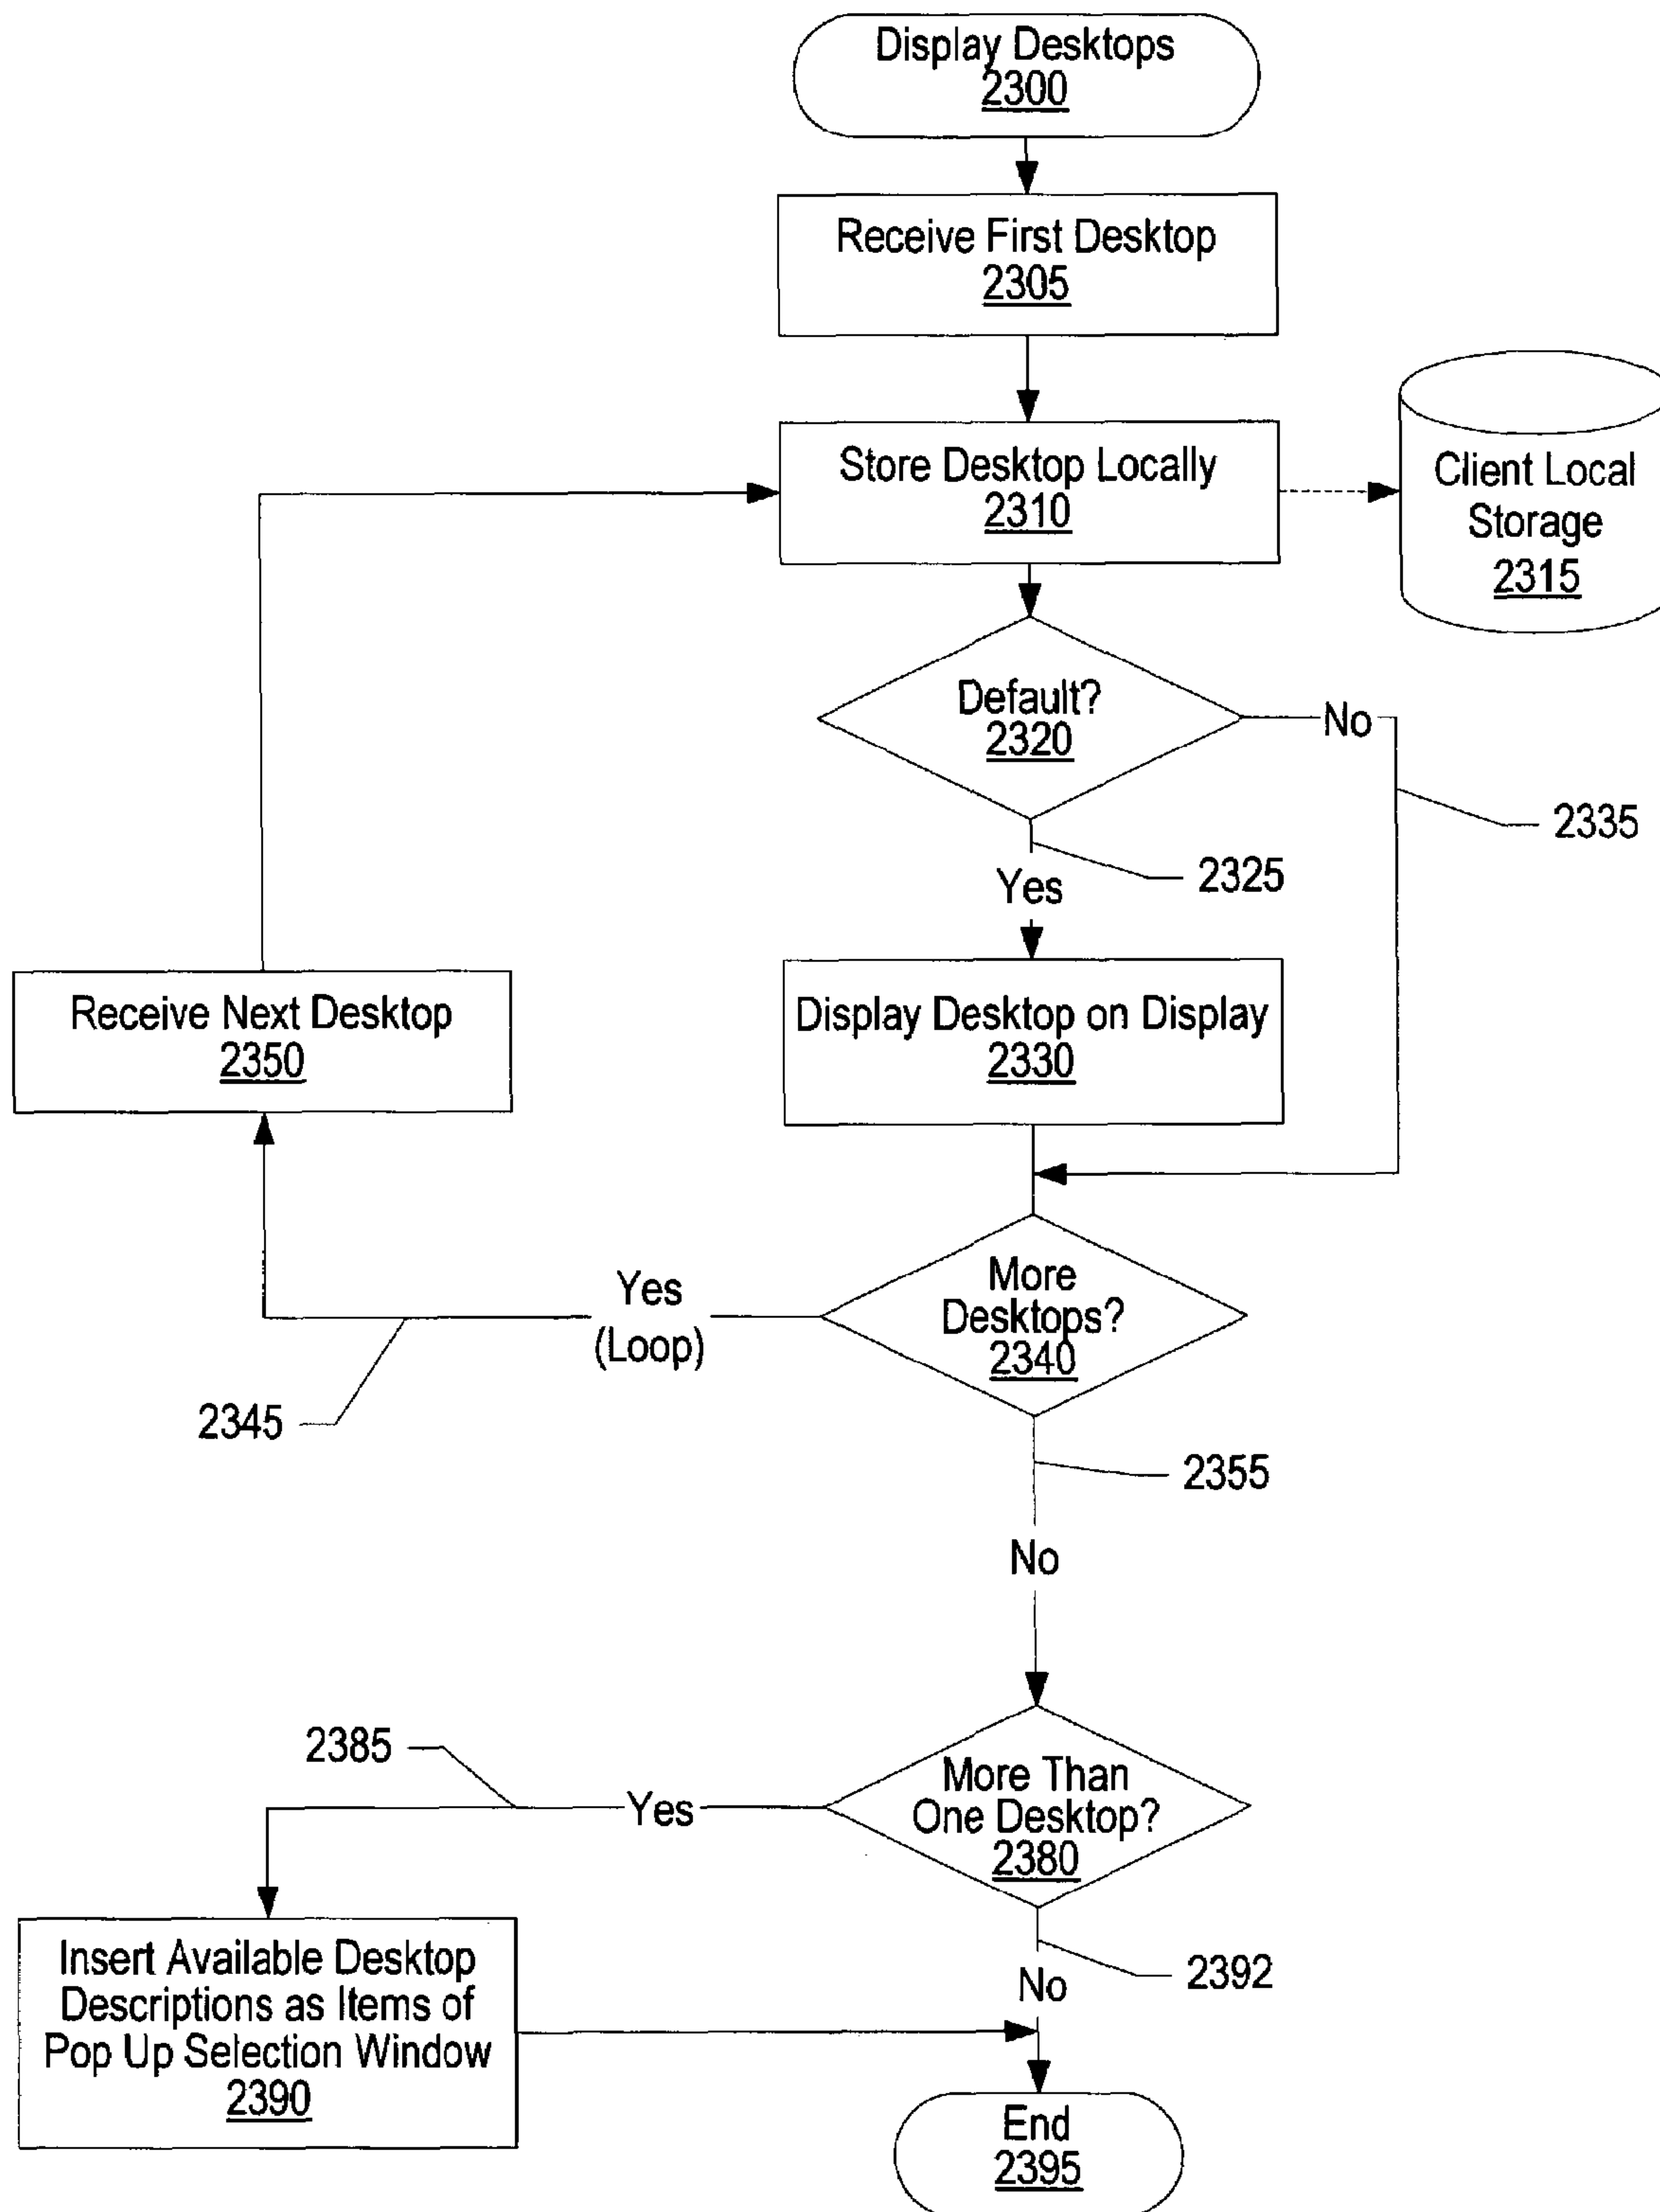 Display Desktops
2300
Receive First Desktop
2305
Store Desktop Locally
2310
Client Local
Storage
2315
Default?
2320
No
2335
2325
Yes
Receive Next Desktop
2350
Display Desktop on Display
2330
More
Desktops?
2340
Yes
(Loop)
2345
2355
No
2385
More Than
One Desktop?
2380
Yes
Insert Available Desktop
Descriptions as Items of
Pop Up Selection Window
2390
2392
No
End
2395